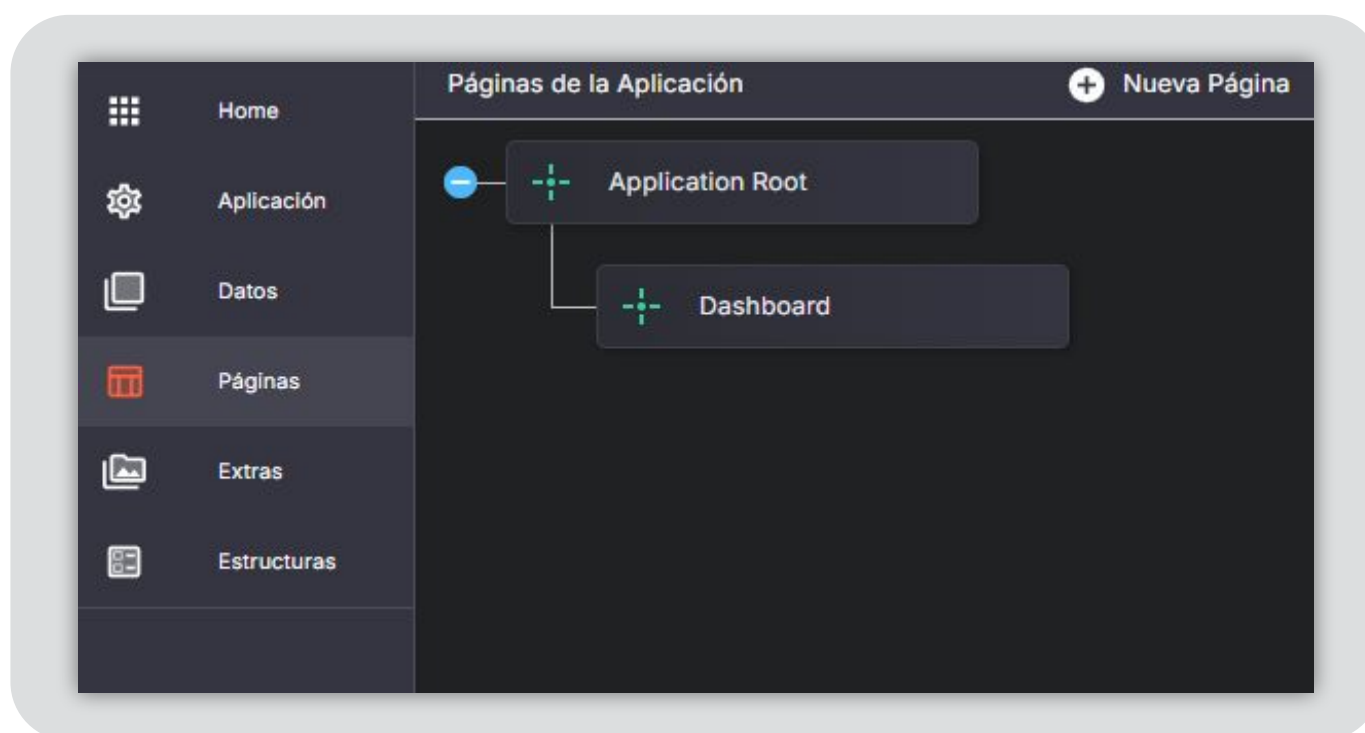 Home
Aplicación
Datos
Páginas
Extras
Estructuras
Páginas de la Aplicación
Nueva Página
Application Root
Dashboard